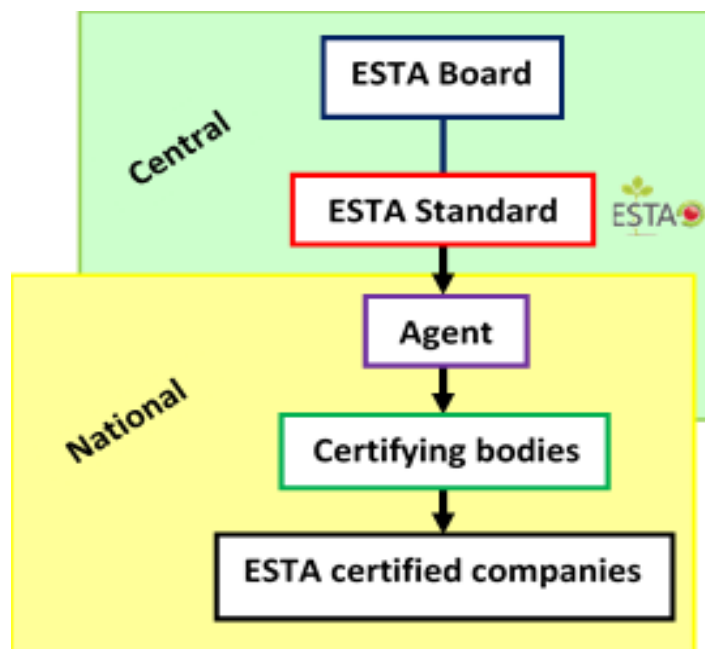 ESTA Board
Central
ESTA Standard
ESTA
Agent
National
Certifying bodies
ESTA certified companies